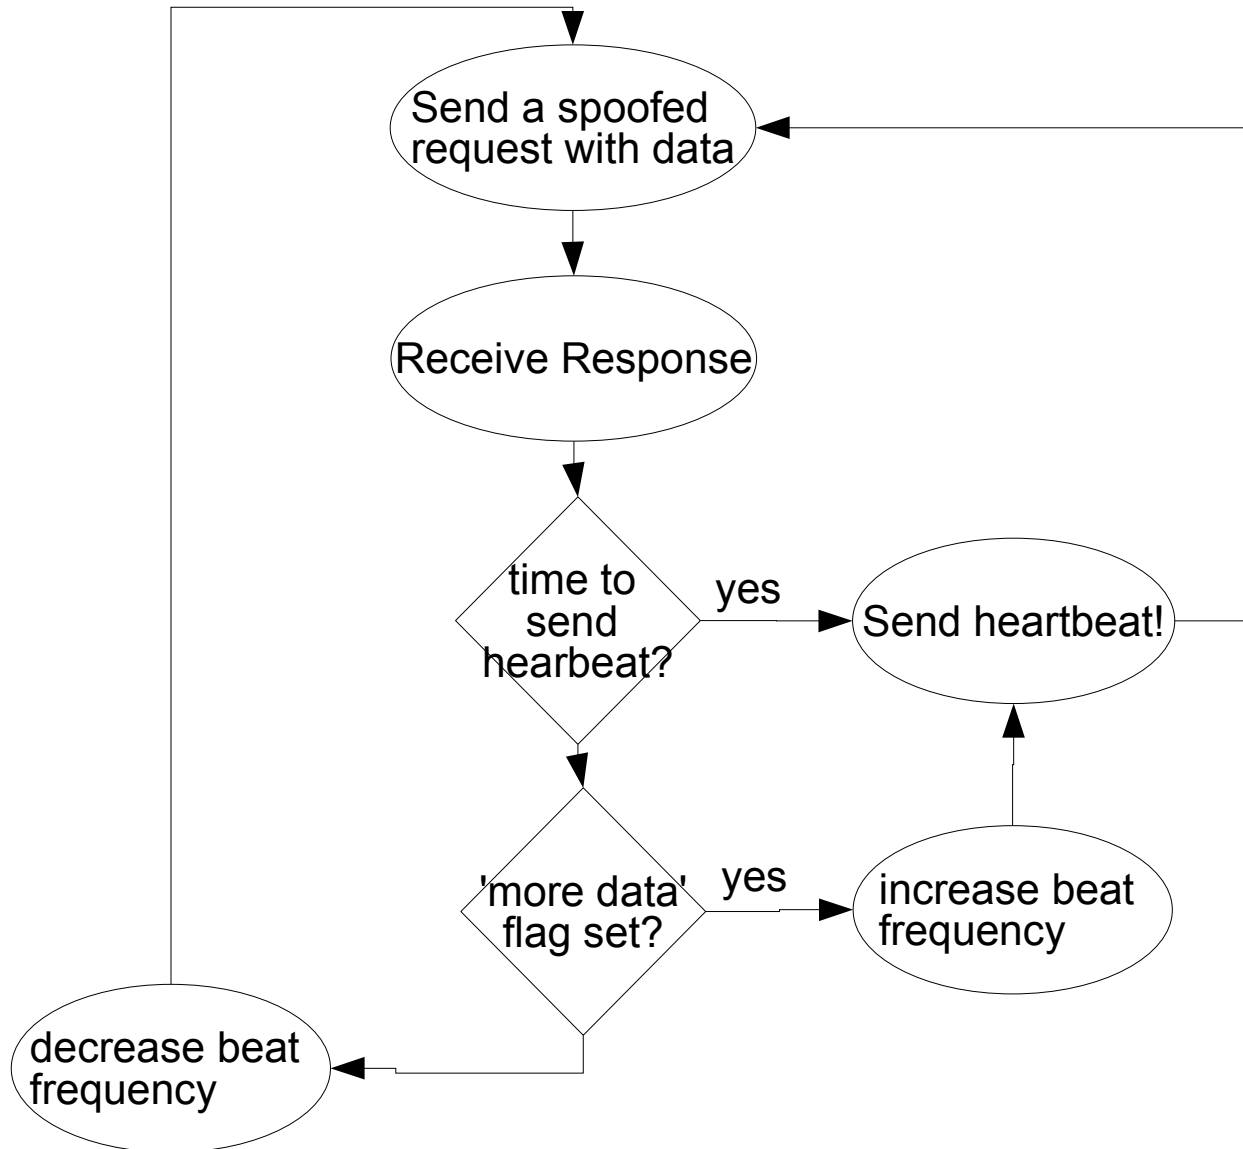 Send a spoofed
request with data
Receive Response
time to
send
hearbeat?
yes
Send heartbeat!
'more data'
flag set?
yes
increase beat
frequency
decrease beat
frequency